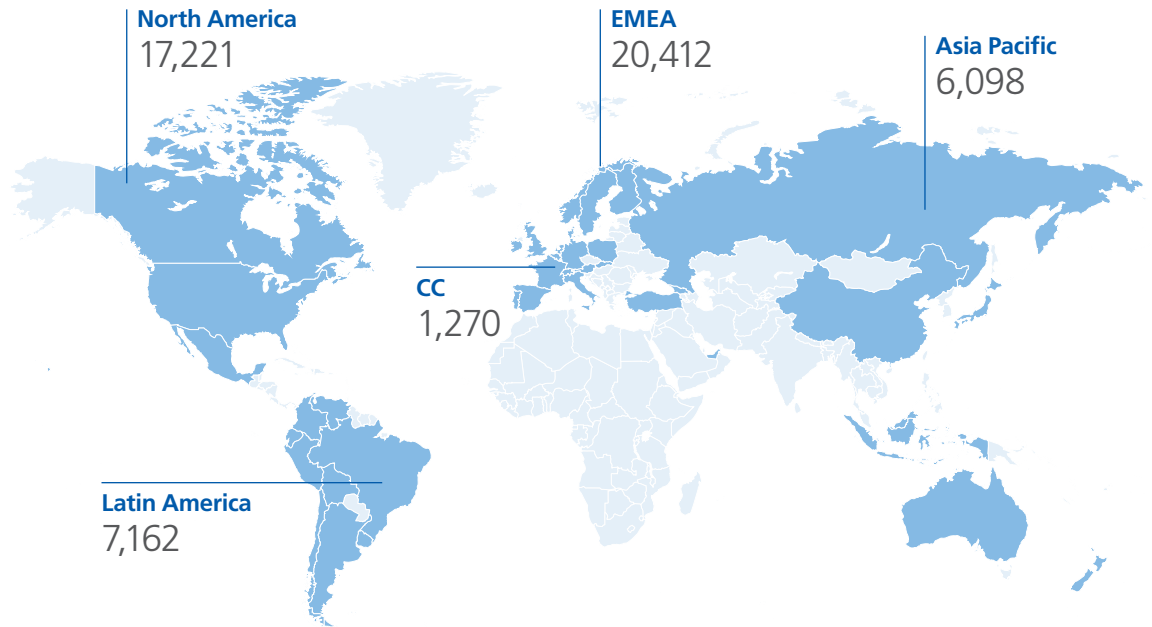 North America
17,221
EMEA
20,412
Asia Pacific
6,098
CC
1,270
Latin America
7,162